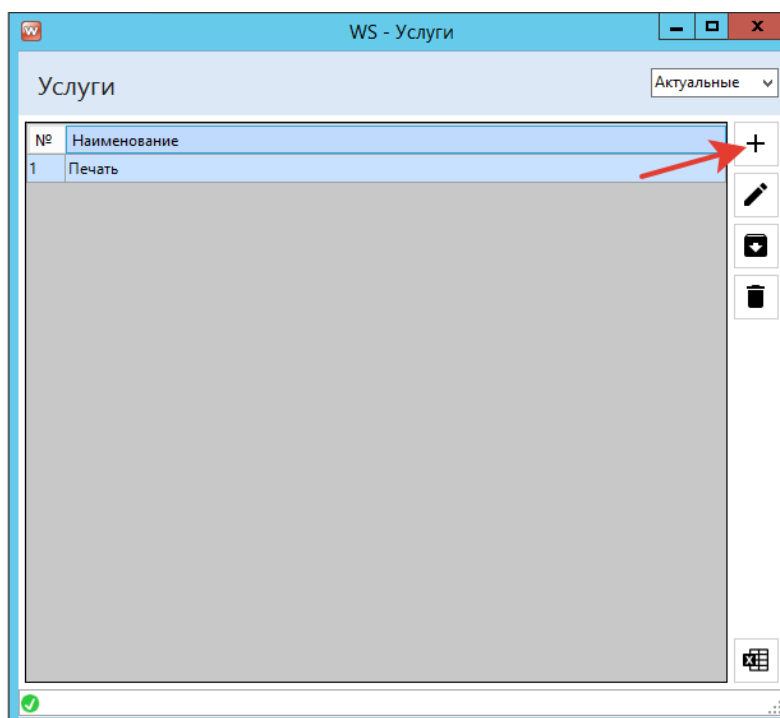 WS - Услуги
Услуги
Актуальные
№ Наименование
1 Печать